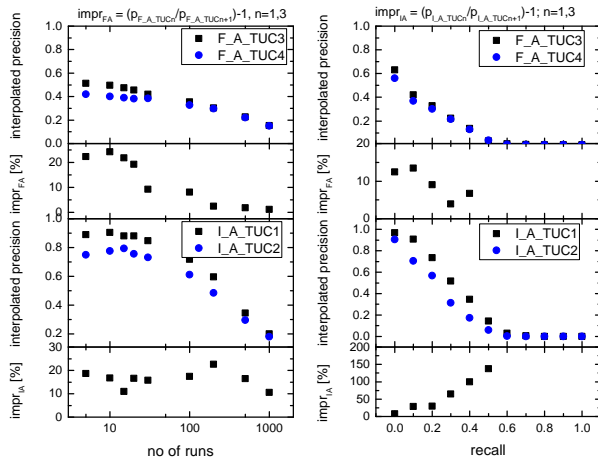 impr_FA = (p_F_A_TUCn/p_F_A_TUCn+1)-1, n=1,3
interpolated precision
1.0
0.8
0.6
0.4
0.2
0.0
F_A_TUC3
F_A_TUC4
impr_FA [%]
20
10
0
interpolated precision
1.0
0.8
0.6
0.4
0.2
I_A_TUC1
I_A_TUC2
impr_IA [%]
30
20
10
0
10
100
1000
no of runs
impr_IA = (p_I_A_TUCn/p_I_A_TUCn+1)-1; n=1,3
interpolated precision
1.0
0.8
0.6
0.4
0.2
F_A_TUC3
F_A_TUC4
impr_FA [%]
20
10
0
interpolated precision
1.0
0.8
0.6
0.4
0.2
0.0
I_A_TUC1
I_A_TUC2
impr_IA [%]
200
150
100
50
0
0.0 0.2 0.4 0.6 0.8 1.0
recall